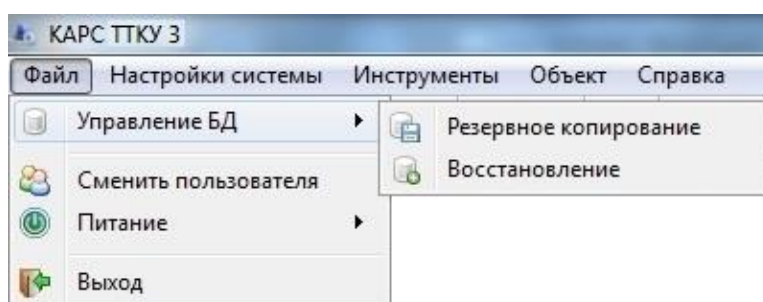 КАРС ТТКУ 3
Файл Настройки системы Инструменты Объект Справка
Управление БД
Резервное копирование
Восстановление
Сменить пользователя
Питание
Выход